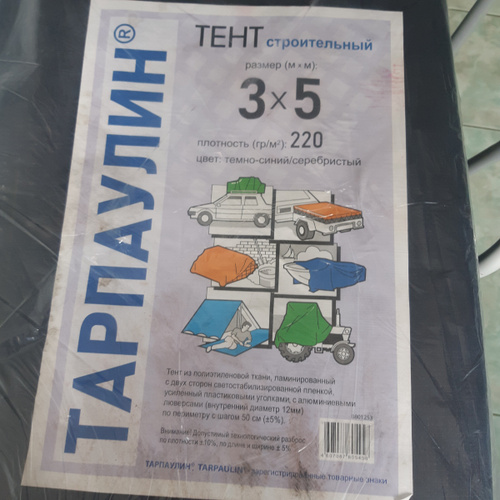 ТАРПАУЛИН®
ТЕНТ строительный
размер (м × м):
3×5
плотность (гр/м²): 220
цвет: темно-синий/серебристый
Тент из полиэтиленовой ткани, ламинированный
с двух сторон светостабилизированной пленкой,
усиленный пластиковыми уголками, с алюминиевыми
люверсами (внутренний диаметр 12мм)
по периметру с шагом 50 см (±5%).
Внимание! Допустимый технологический разброс
по плотности ±10%, по длине и ширине ± 5%
ТАРПАУЛИН® TARPAULIN® зарегистрированные товарные знаки